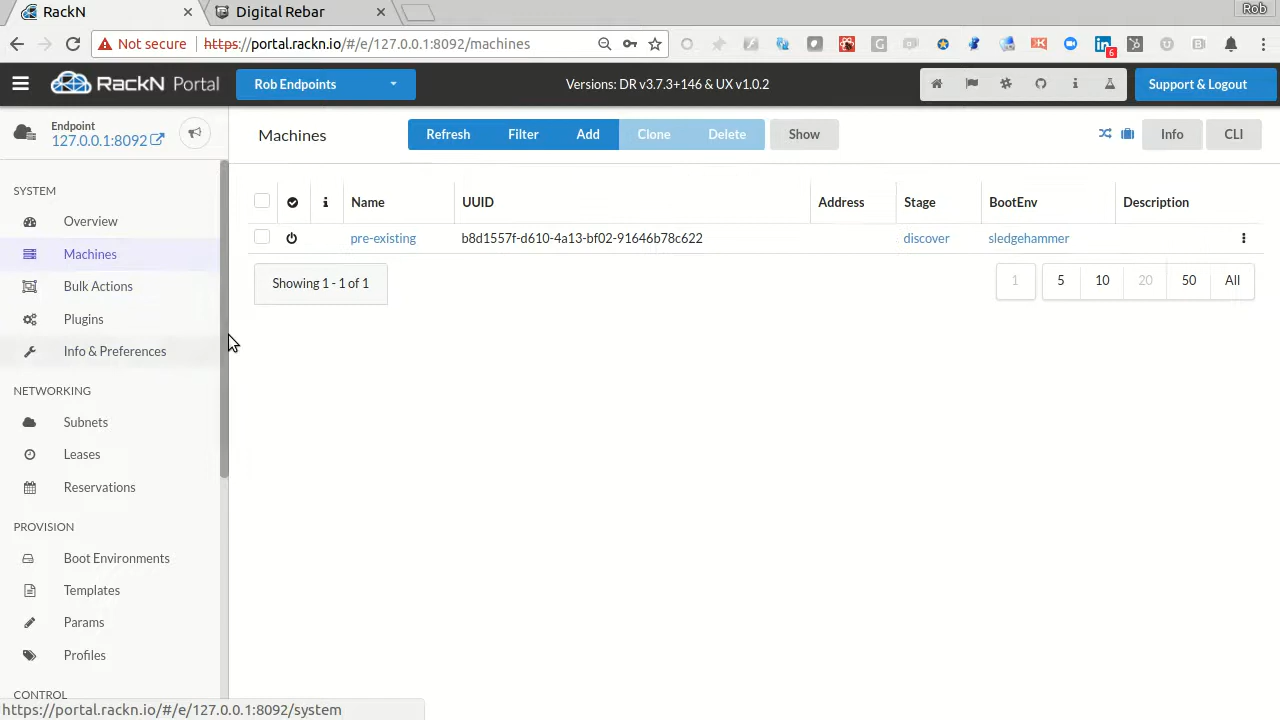 RackN
Digital Rebar
Rob
Not secure
https://portal.rackn.io/#/e/127.0.0.1:8092/machines
6
RackN Portal
Rob Endpoints
Versions: DR v3.7.3+146 & UX v1.0.2
Support & Logout
Endpoint
127.0.0.1:8092
Machines
Refresh
Filter
Add
Clone
Delete
Show
Info
CLI
SYSTEM
Overview
Machines
Bulk Actions
Plugins
Info & Preferences
NETWORKING
Subnets
Leases
Reservations
PROVISION
Boot Environments
Templates
Params
Profiles
CONTROL
Name UUID Address Stage BootEnv Description
pre-existing b8d1557f-d610-4a13-bf02-91646b78c622 discover sledgehammer
Showing 1 - 1 of 1
1 5 10 20 50 All
https://portal.rackn.io/#/e/127.0.0.1:8092/system